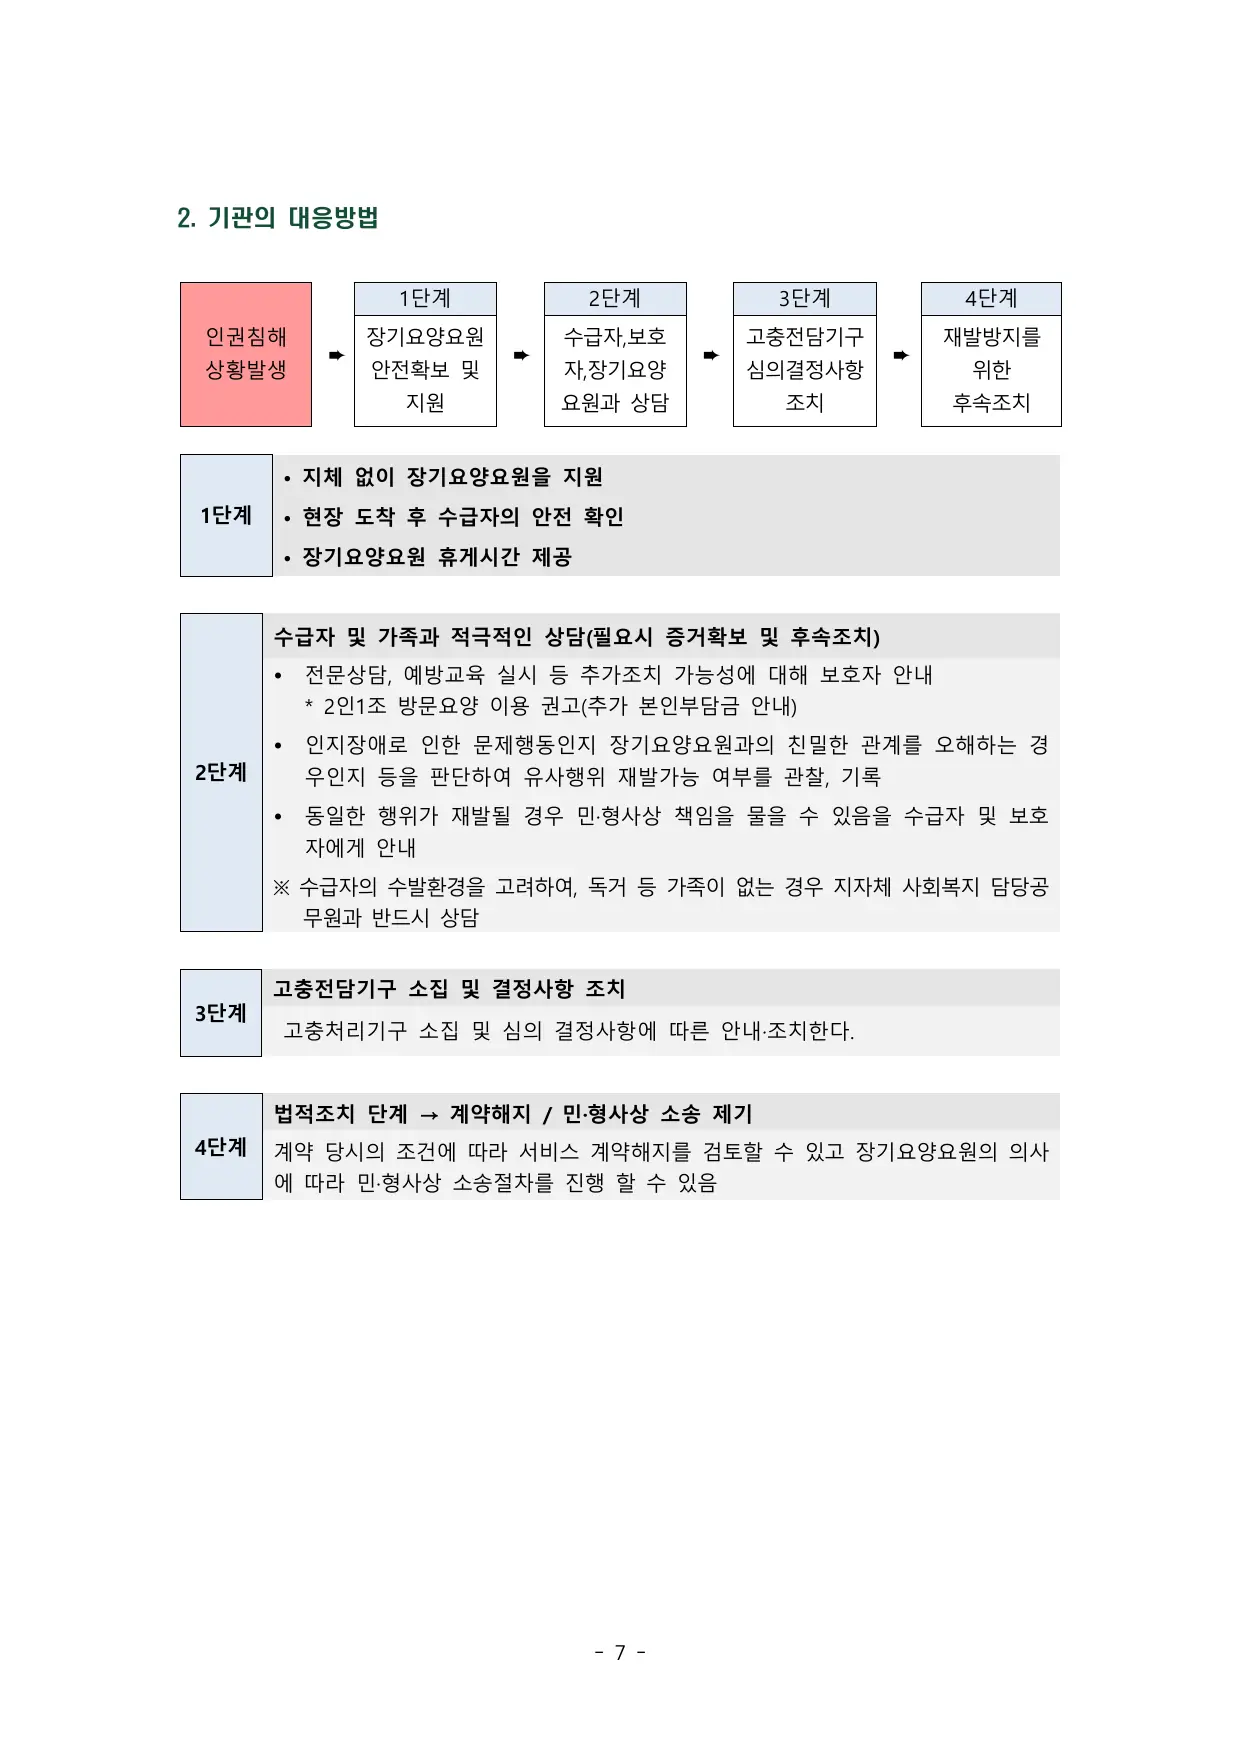 2. 기관의 대응방법
인권침해
상황발생
➨
1단계
장기요양요원
안전확보 및
지원
➨
2단계
수급자,보호
자,장기요양
요원과 상담
➨
3단계
고충전담기구
심의결정사항
조치
➨
4단계
재발방지를
위한
후속조치
1단계
• 지체 없이 장기요양요원을 지원
• 현장 도착 후 수급자의 안전 확인
• 장기요양요원 휴게시간 제공
2단계
수급자 및 가족과 적극적인 상담(필요시 증거확보 및 후속조치)
• 전문상담, 예방교육 실시 등 추가조치 가능성에 대해 보호자 안내
* 2인1조 방문요양 이용 권고(추가 본인부담금 안내)
• 인지장애로 인한 문제행동인지 장기요양요원과의 친밀한 관계를 오해하는 경
우인지 등을 판단하여 유사행위 재발가능 여부를 관찰, 기록
• 동일한 행위가 재발될 경우 민·형사상 책임을 물을 수 있음을 수급자 및 보호
자에게 안내
※ 수급자의 수발환경을 고려하여, 독거 등 가족이 없는 경우 지자체 사회복지 담당공
무원과 반드시 상담
3단계
고충전담기구 소집 및 결정사항 조치
고충처리기구 소집 및 심의 결정사항에 따른 안내·조치한다.
4단계
법적조치 단계 → 계약해지 / 민·형사상 소송 제기
계약 당시의 조건에 따라 서비스 계약해지를 검토할 수 있고 장기요양요원의 의사
에 따라 민·형사상 소송절차를 진행 할 수 있음
- 7 -